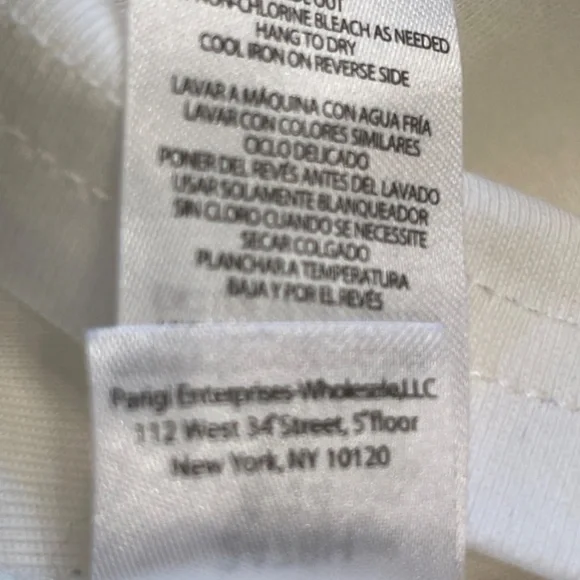 OUT
NON-CHLORINE BLEACH AS NEEDED
HANG TO DRY
COOL IRON ON REVERSE SIDE
LAVAR A MÁQUINA CON AGUA FRÍA
LAVAR CON COLORES SIMILARES
CICLO DELICADO
PONER DEL REVÉS ANTES DEL LAVADO
USAR SOLAMENTE BLANQUEADOR
SIN CLORO CUANDO SE NECESSITE
SECAR COLGADO
PLANCHAR A TEMPERATURA
BAJA Y POR EL REVÉS
Parigi Enterprises-Wholesale,LLC
112 West 34 Street, 5 floor
New York, NY 10120